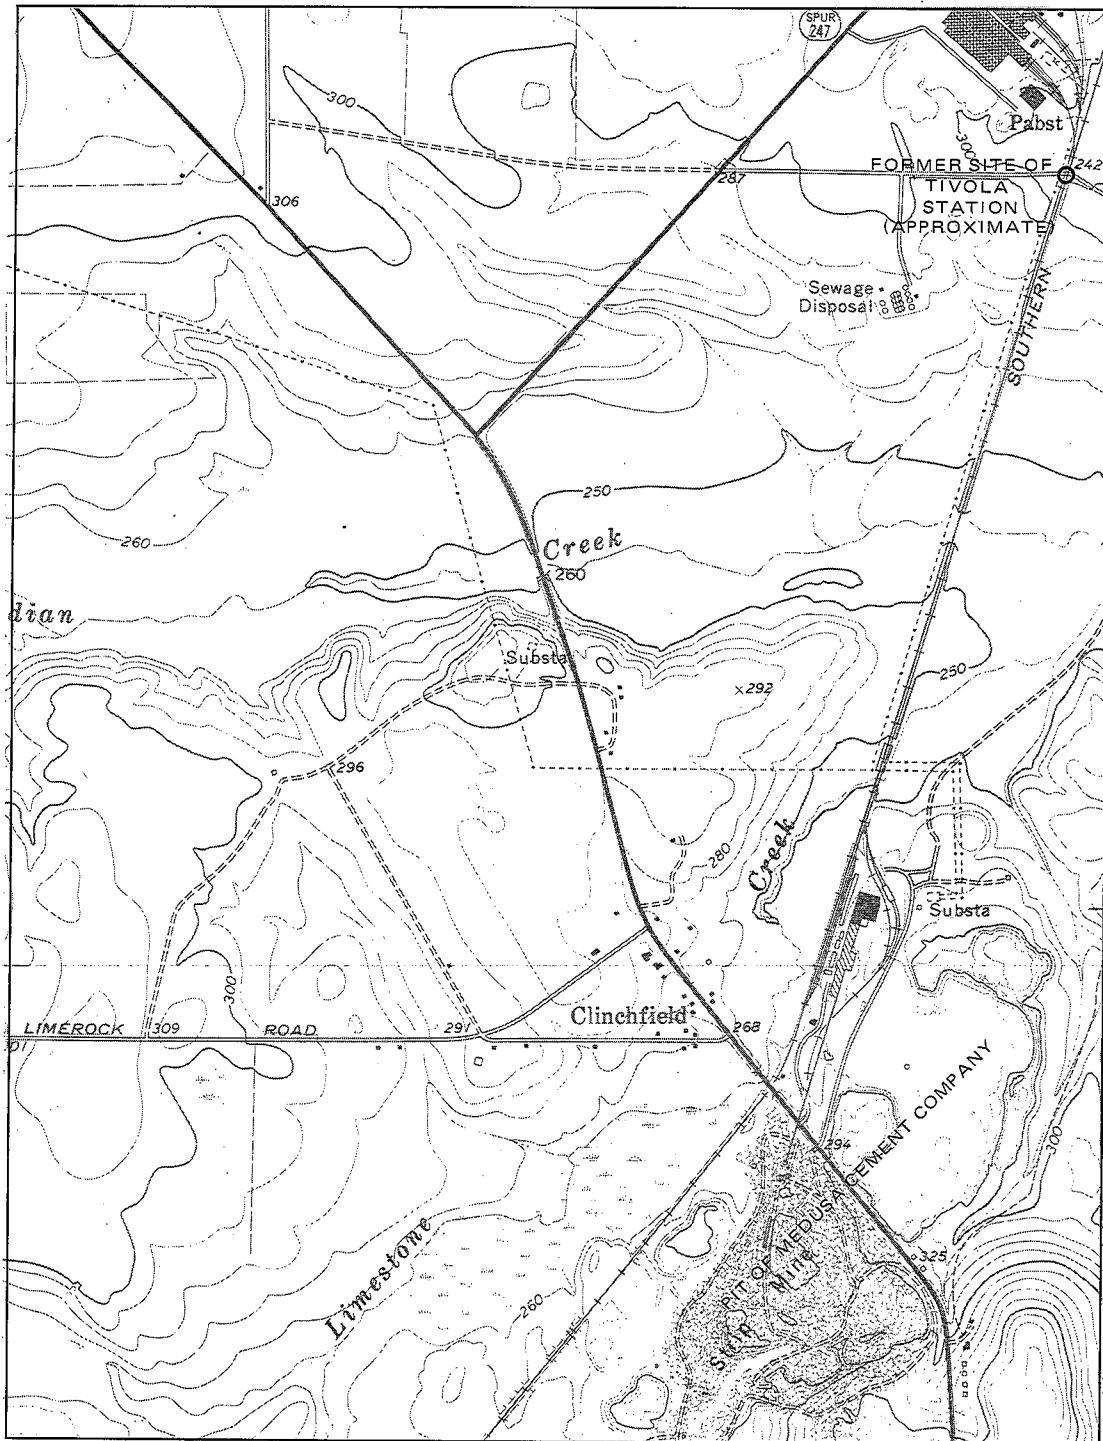 SPUR
247
300
Pabst
300
FORMER SITE OF
TIVOLA
STATION
(APPROXIMATE)
242
287
306
Sewage
Disposal
SOUTHERN
250
260
Creek
260
dian
Substa
292
250
296
280
Creek
Substa
300
LIMEROCK
309
ROAD
291
Clinchfield
268
301
294
300
PIT OF MEDUSA CEMENT COMPANY
Strip Mine
325
Limestone
260